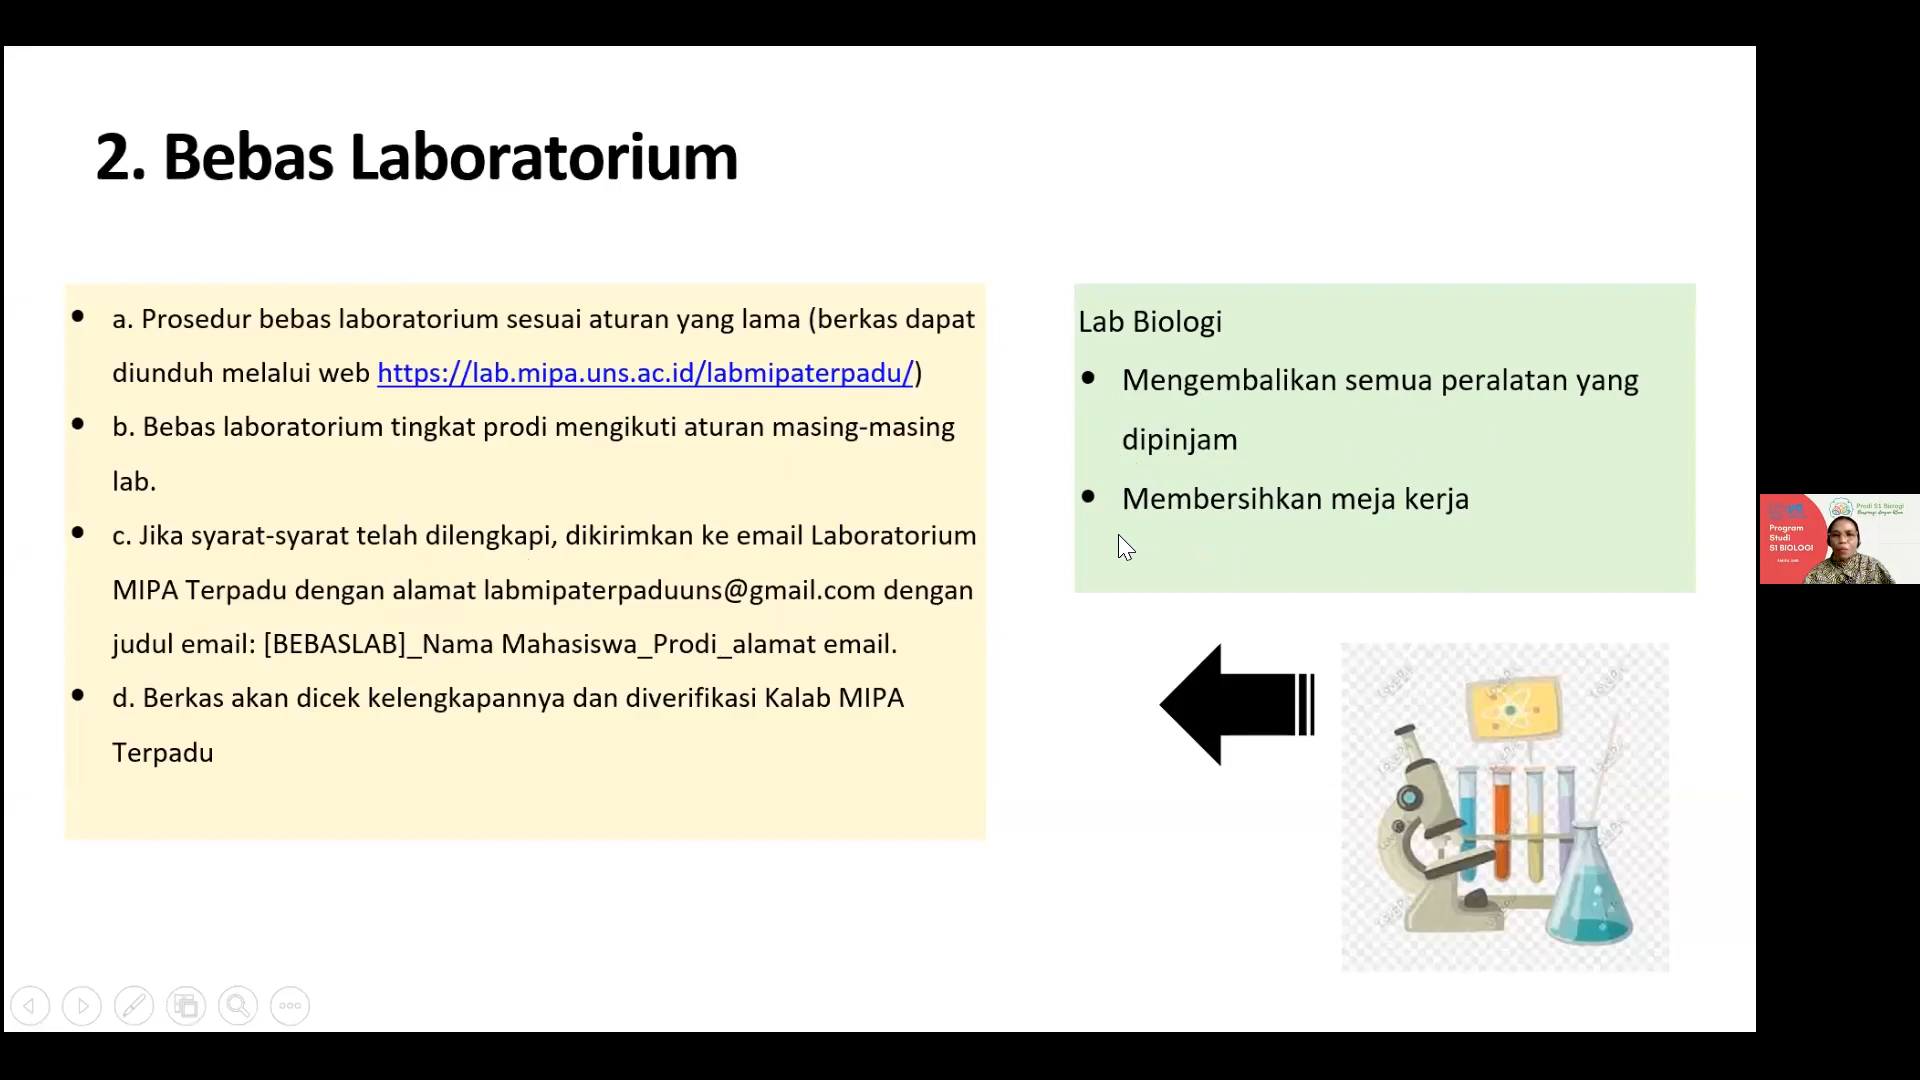 2. Bebas Laboratorium
• a. Prosedur bebas laboratorium sesuai aturan yang lama (berkas dapat
diunduh melalui web https://lab.mipa.uns.ac.id/labmipaterpadu/)
• b. Bebas laboratorium tingkat prodi mengikuti aturan masing-masing
lab.
• c. Jika syarat-syarat telah dilengkapi, dikirimkan ke email Laboratorium
MIPA Terpadu dengan alamat labmipaterpaduuns@gmail.com dengan
judul email: [BEBASLAB]_Nama Mahasiswa_Prodi_alamat email.
• d. Berkas akan dicek kelengkapannya dan diverifikasi Kalab MIPA
Terpadu
Lab Biologi
• Mengembalikan semua peralatan yang
dipinjam
• Membersihkan meja kerja
Prodi S1 Biologi
Program
Studi
S1 BIOLOGI